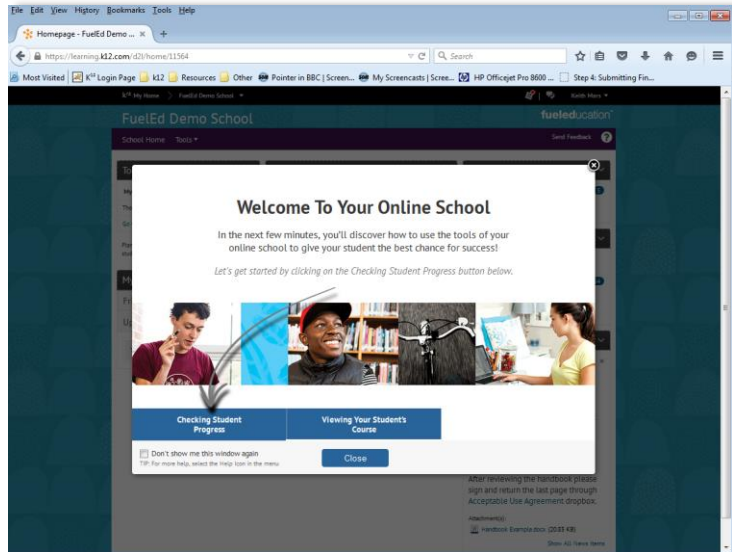 File Edit View History Bookmarks Tools Help
Homepage - FuelEd Demo ... × +
https://learning.k12.com/d2l/home/11564
Search
Most Visited K¹² Login Page k12 Resources Other Pointer in BBC | Screen... My Screencasts | Scree... HP Officejet Pro 8600 ... Step 4: Submitting Fin...
K¹² My Home > FuelEd Demo School
FuelEd Demo School
fueleducation
School Home Tools
Send Feedback ?
Welcome To Your Online School
In the next few minutes, you'll discover how to use the tools of your
online school to give your student the best chance for success!
Let's get started by clicking on the Checking Student Progress button below.
Checking Student
Progress
Viewing Your Student's
Course
Don't show me this window again
TIP: For more help, select the Help Icon in the menu
Close
After reviewing the handbook please
sign and return the last page through
Acceptable Use Agreement dropbox.
Attachment(s):
Handbook Example.docx (20.83 KB)
Show All News Items